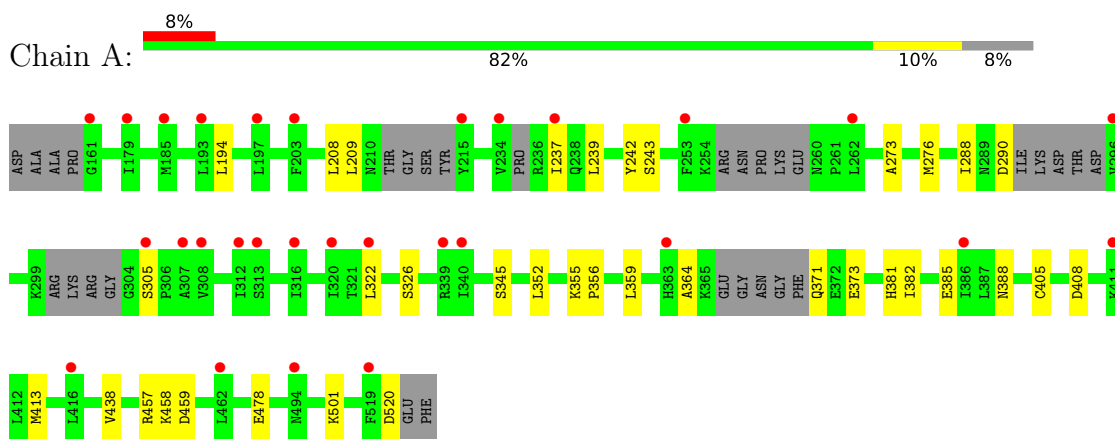 8%
Chain A:
82% 10% 8%
ASP ALA ALA PRO G161 I179 M185 L193 L194 L197 F203 L208 L209 N210 THR GLY SER TYR Y215 V234 PRO R236 I237 Q238 L239 Y242 S243 F253 K254 ARG ASN PRO LYS GLU N260 P261 L262 A273 M276 I288 N289 D290 ILE LYS ASP THR ASP V296
K299 ARG LYS ARG GLY G304 S305 P306 A307 V308 I312 S313 I316 I320 T321 L322 S326 R339 I340 S345 L352 K355 P356 L359 H363 A364 K365 GLU GLY ASN GLY PHE Q371 E372 E373 H381 I382 E385 I386 L387 N388 C405 D408 K411
L412 M413 L416 V438 R457 K458 D459 L462 E478 N494 K501 F519 D520 GLU PHE